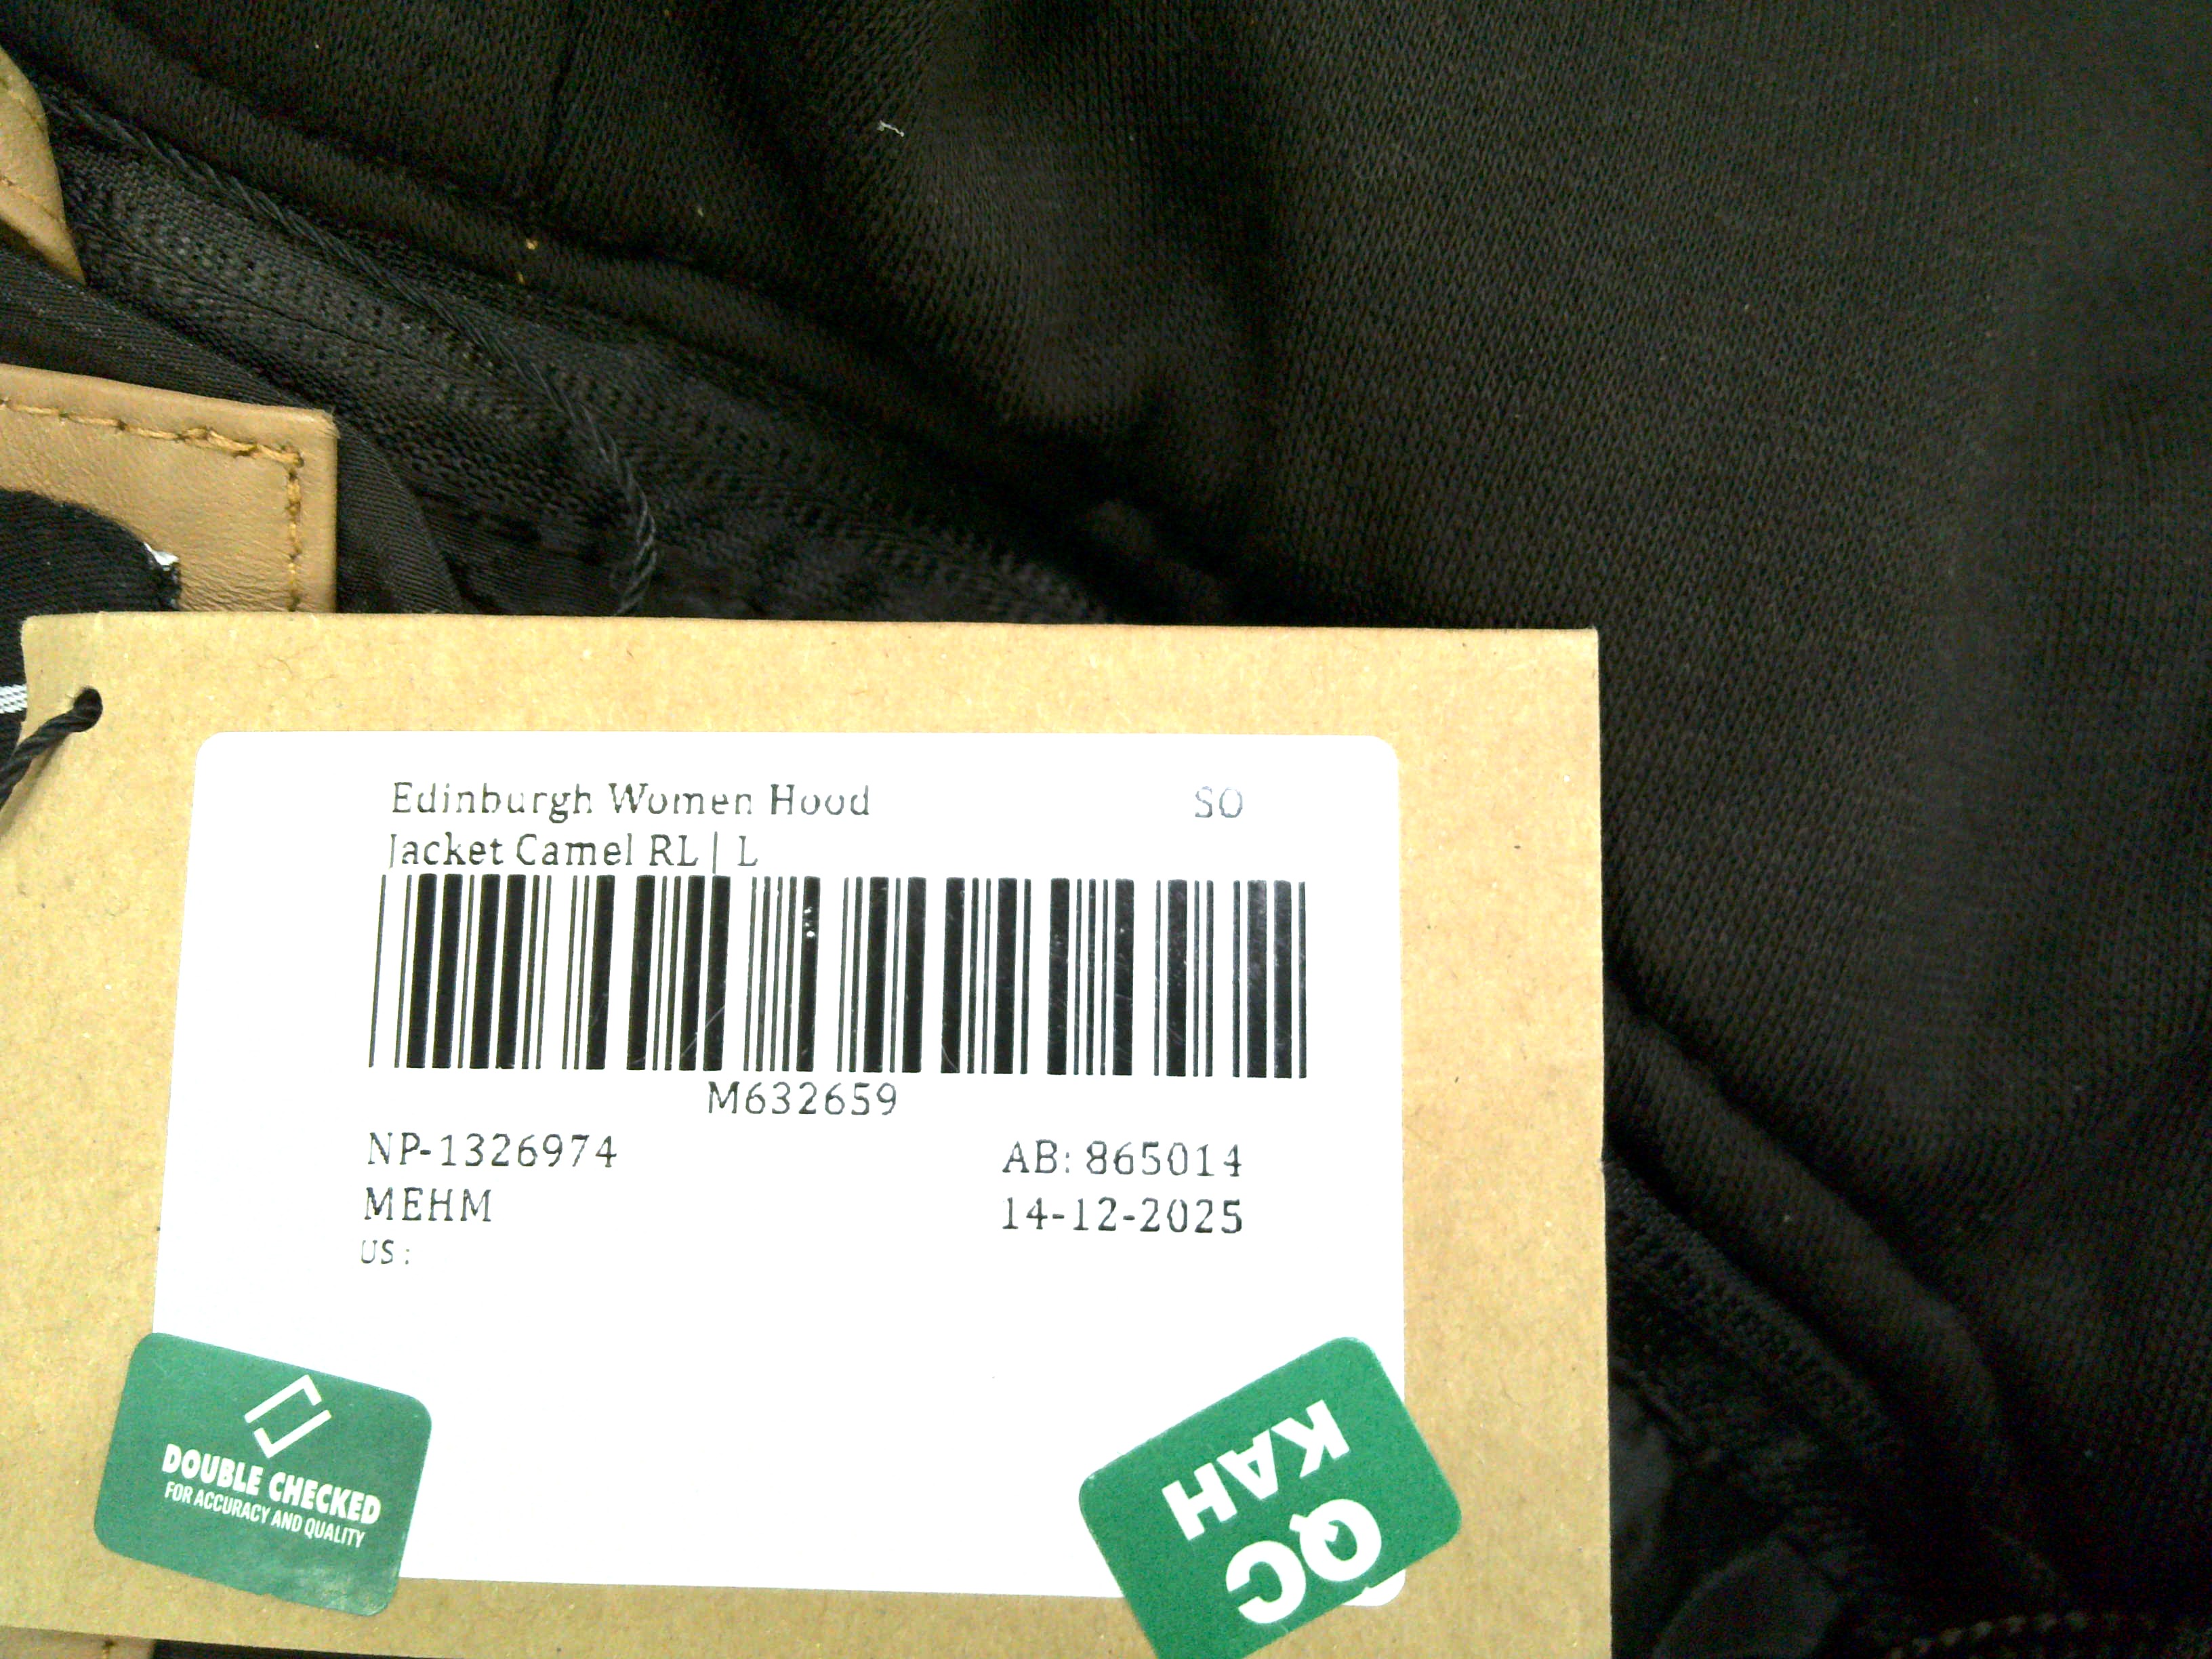 Edinburgh Women Hood SO
Jacket Camel RL | L
M632659
NP-1326974 AB: 865014
MEHM 14-12-2025
US :
DOUBLE CHECKED
FOR ACCURACY AND QUALITY
QC
KAH